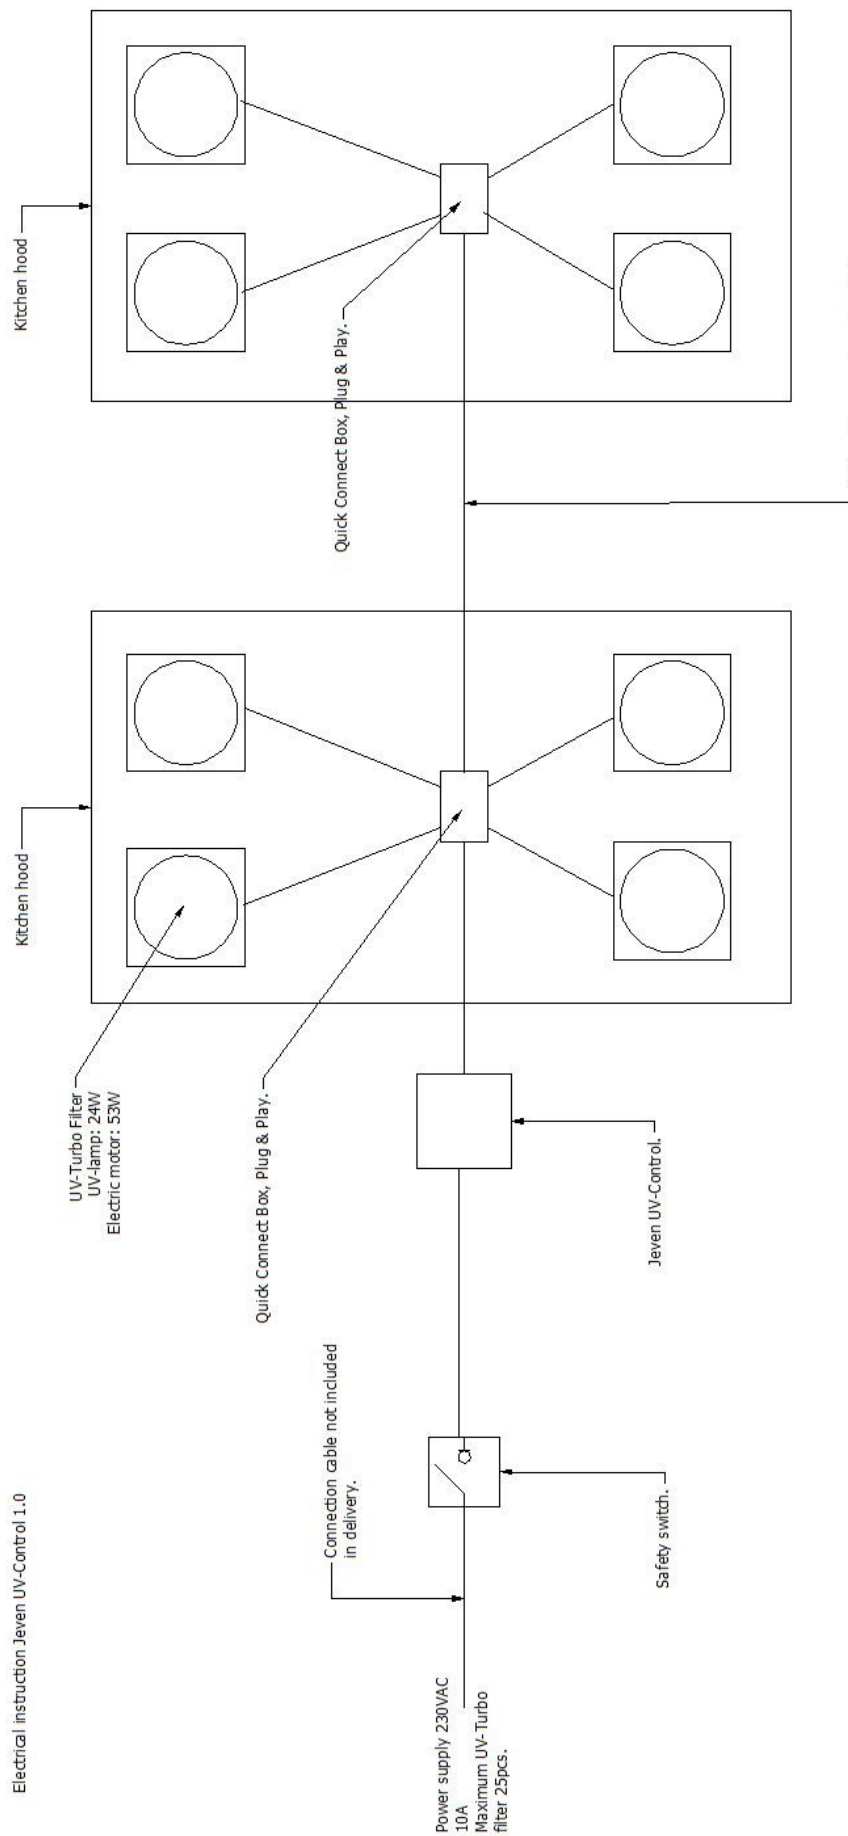 Electrical instruction Jeven UV-Control 1.0
Power supply 230VAC
10A
Maximum UV-Turbo
filter 25pcs.
Connection cable not included
in delivery.
Safety switch.
Jeven UV-Control.
UV-Turbo Filter
UV-lamp: 24W
Electric motor: 53W
Quick Connect Box, Plug & Play.
Kitchen hood
Quick Connect Box, Plug & Play.
Kitchen hood